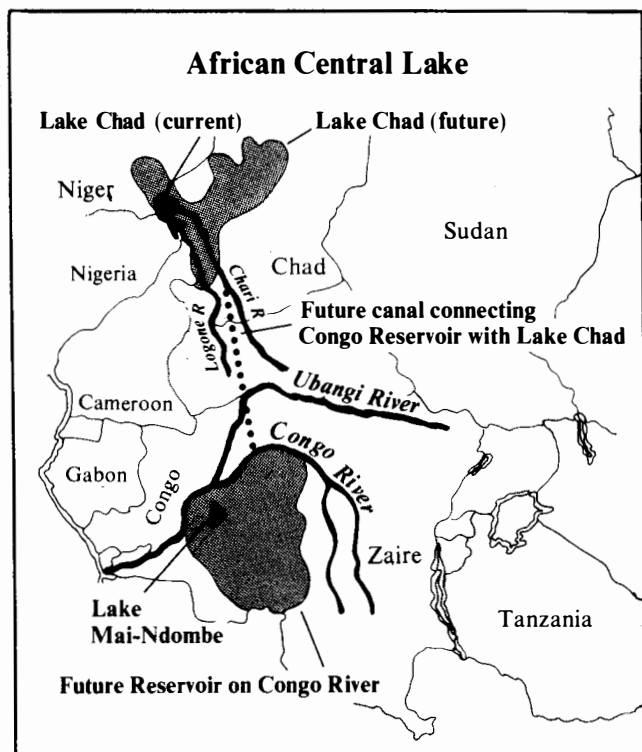 African Central Lake
Lake Chad (current)
Lake Chad (future)
Niger
Sudan
Nigeria
Chad
Chari R
Logone R
Future canal connecting
Congo Reservoir with Lake Chad
Ubangi River
Cameroon
Congo River
Gabon
Congo
Zaire
Lake
Mai-Ndombe
Tanzania
Future Reservoir on Congo River